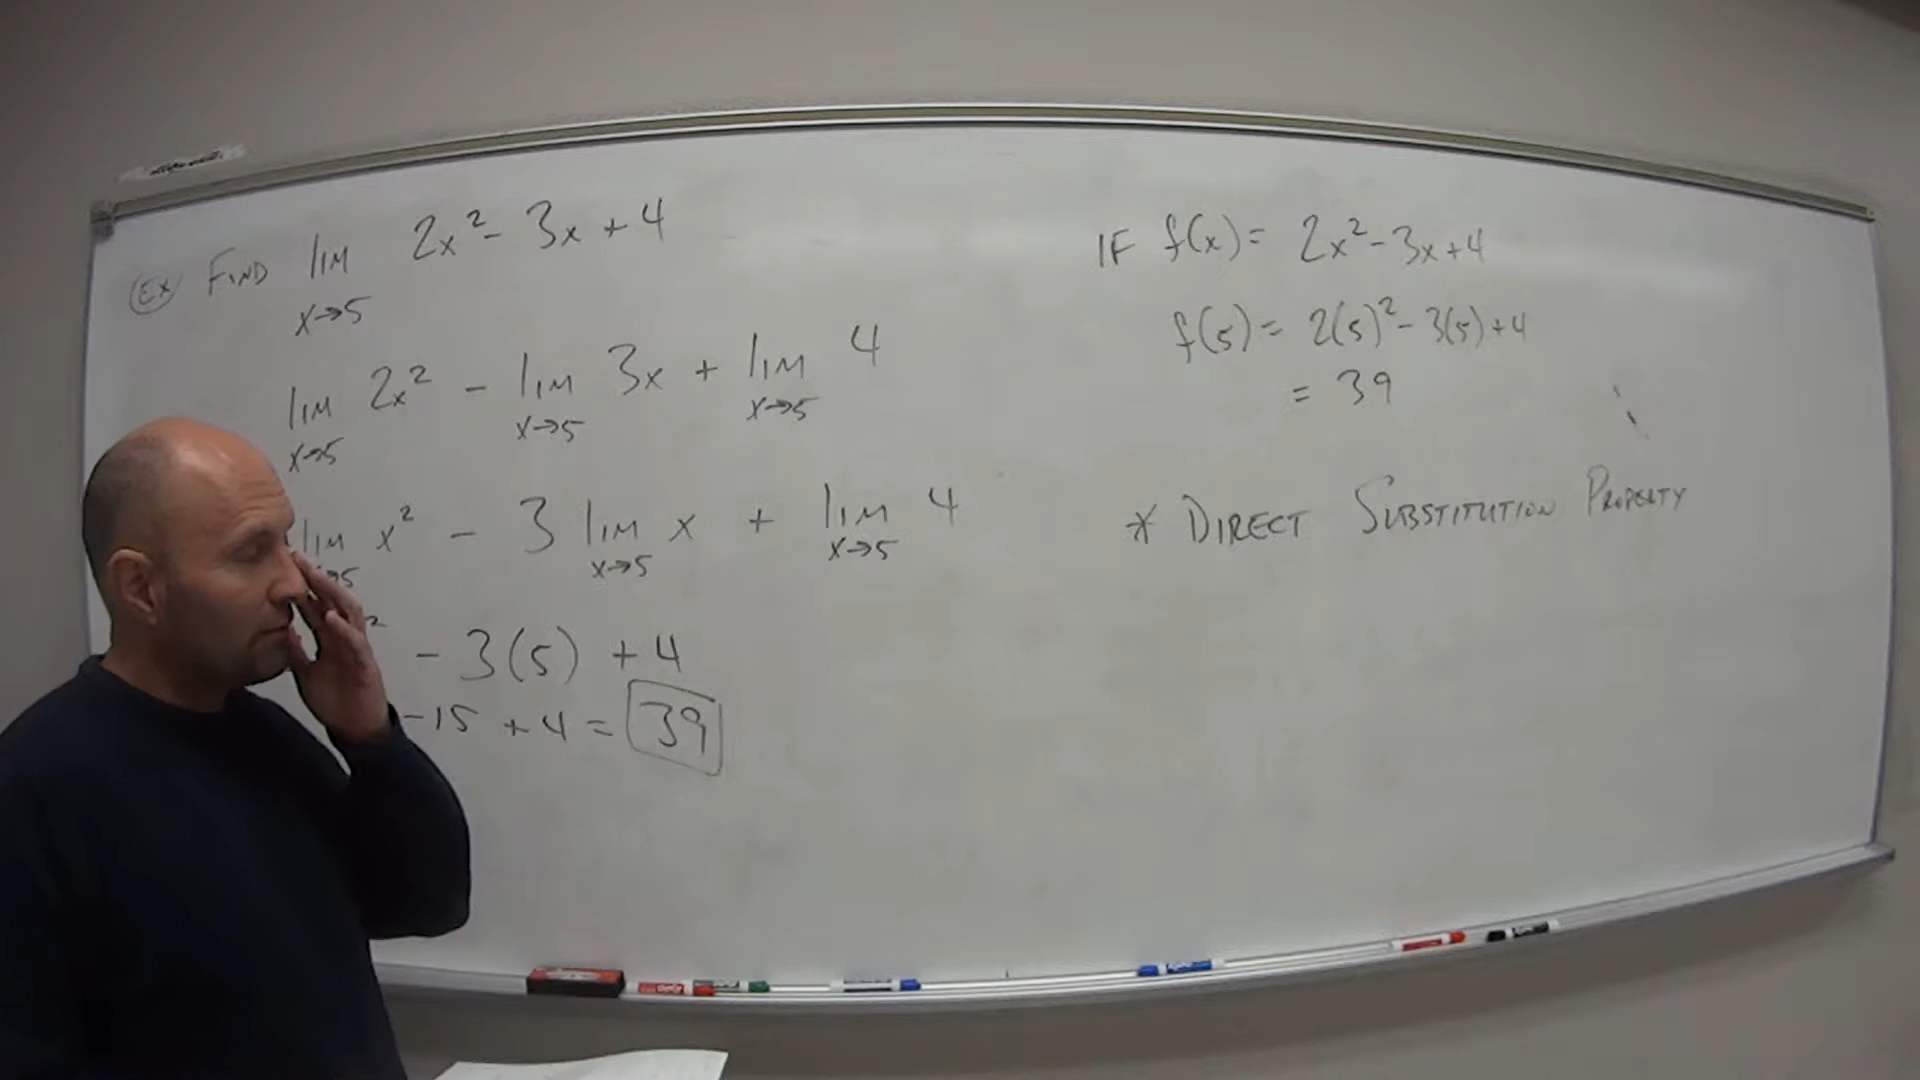 Ex FIND lim 2x² - 3x + 4
x→5
lim 2x² - lim 3x + lim 4
x→5 x→5 x→5
lim x² - 3 lim x + lim 4
x→5 x→5
² - 3(5) + 4
-15 + 4 = 39
IF f(x) = 2x² - 3x + 4
f(5) = 2(5)² - 3(5) + 4
= 39
* DIRECT SUBSTITUTION PROPERTY